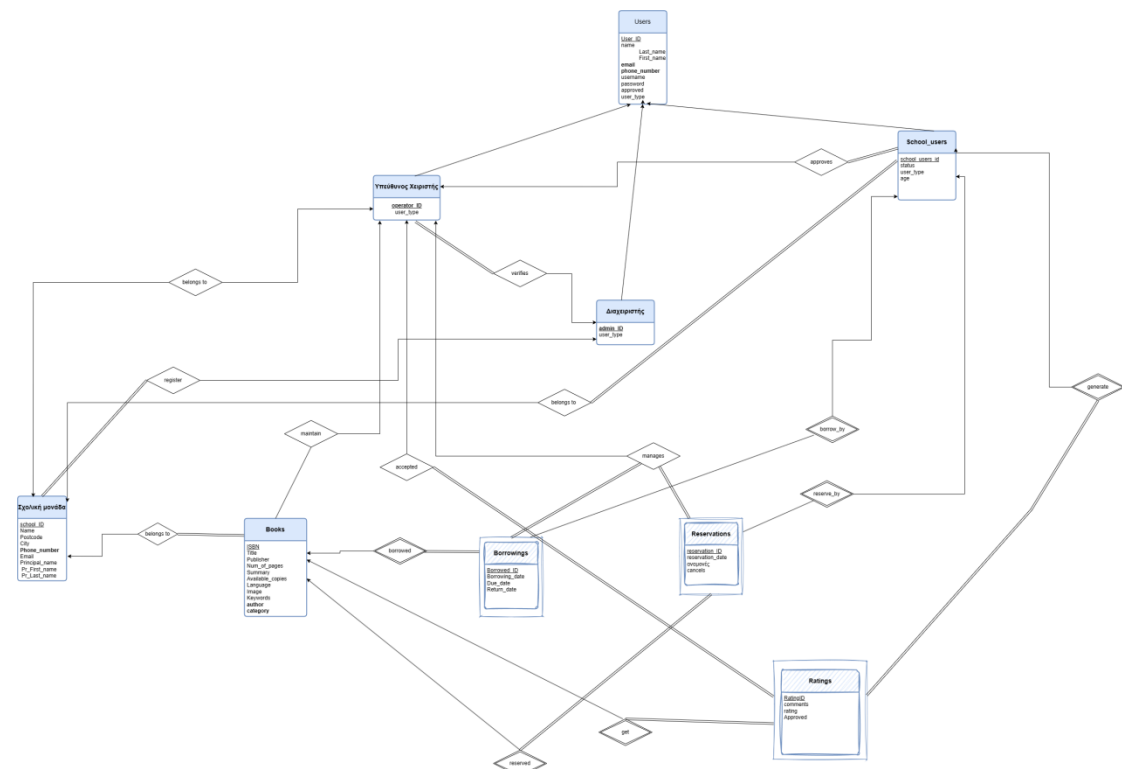 Users
User_ID
name
Last_name
First_name
email
phone_number
username
password
approved
user_type
School_users
school_users_id
status
user_type
age
approves
Υπεύθυνος Χειριστής
operator_ID
user_type
verifies
belongs to
Διαχειριστής
admin_ID
user_type
register
belongs to
generate
borrow_by
maintain
manages
accepted
reserve_by
Σχολική μονάδα
school_ID
Name
Postcode
City
Phone_number
Email
Principal_name
Pr_First_name
Pr_Last_name
belongs to
Books
ISBN
Title
Publisher
Num_of_pages
Summary
Available_copies
Language
Image
Keywords
author
category
borrowed
Borrowings
Borrowed_ID
Borrowing_date
Due_date
Return_date
Reservations
reservation_ID
reservation_date
cancels
Ratings
RatingID
comments
rating
Approved
get
reserved